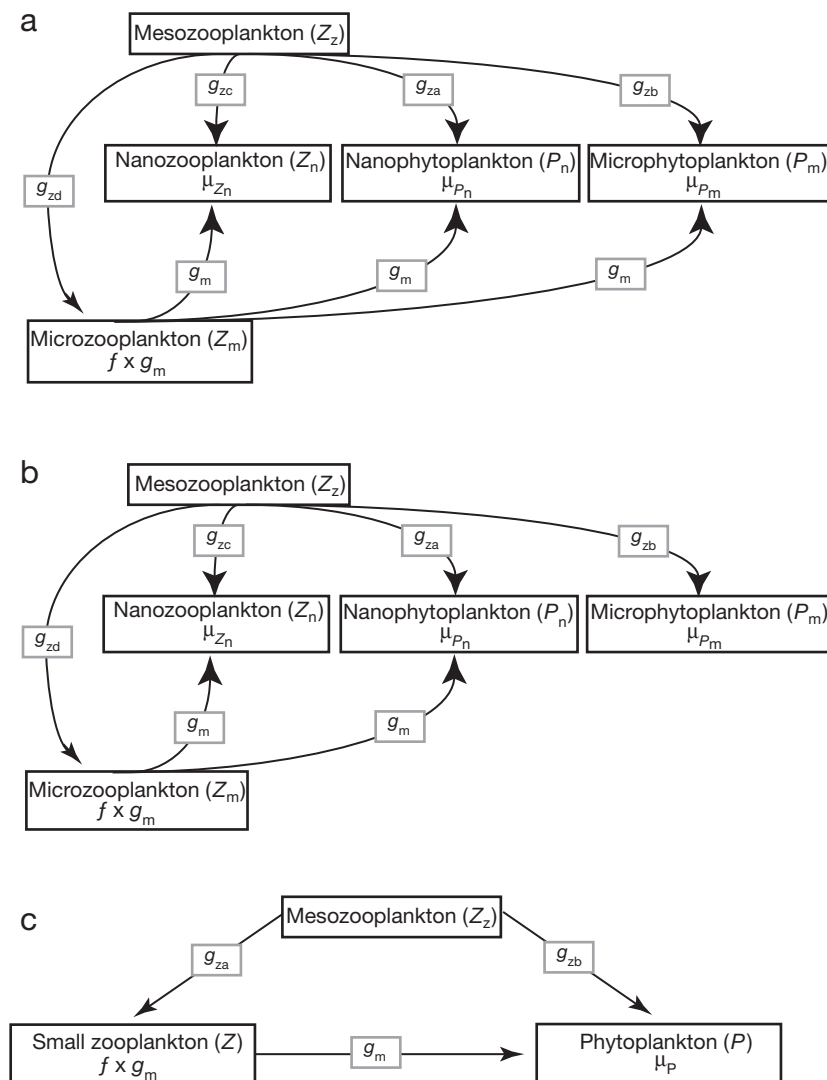 a
Mesozooplankton (Zz)
gzc
gza
gzb
Nanozooplankton (Zn)
μZn
Nanophytoplankton (Pn)
μPn
Microphytoplankton (Pm)
μPm
gzd
gm
gm
gm
Microzooplankton (Zm)
f x gm
b
Mesozooplankton (Zz)
gzc
gza
gzb
Nanozooplankton (Zn)
μZn
Nanophytoplankton (Pn)
μPn
Microphytoplankton (Pm)
μPm
gzd
gm
gm
Microzooplankton (Zm)
f x gm
c
Mesozooplankton (Zz)
gza
gzb
Small zooplankton (Z)
f x gm
gm
Phytoplankton (P)
μP